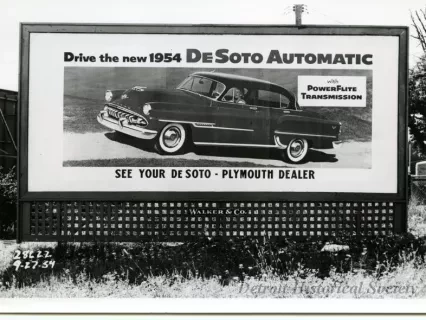 Drive the new 1954 DE SOTO AUTOMATIC
with
POWERFLITE
TRANSMISSION
SEE YOUR DE SOTO - PLYMOUTH DEALER
WALKER & CO.
28622
9-27-54
Detroit Historical Society